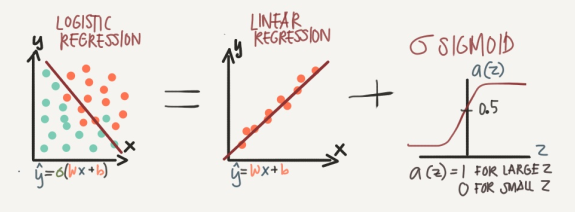 LOGISTIC
REGRESSION
y
x
ŷ=σ(Wx+b)
=
LINEAR
REGRESSION
y
x
ŷ=Wx+b
+
σ SIGMOID
a(z)
0.5
z
a(z)=1 FOR LARGE Z
0 FOR SMALL Z